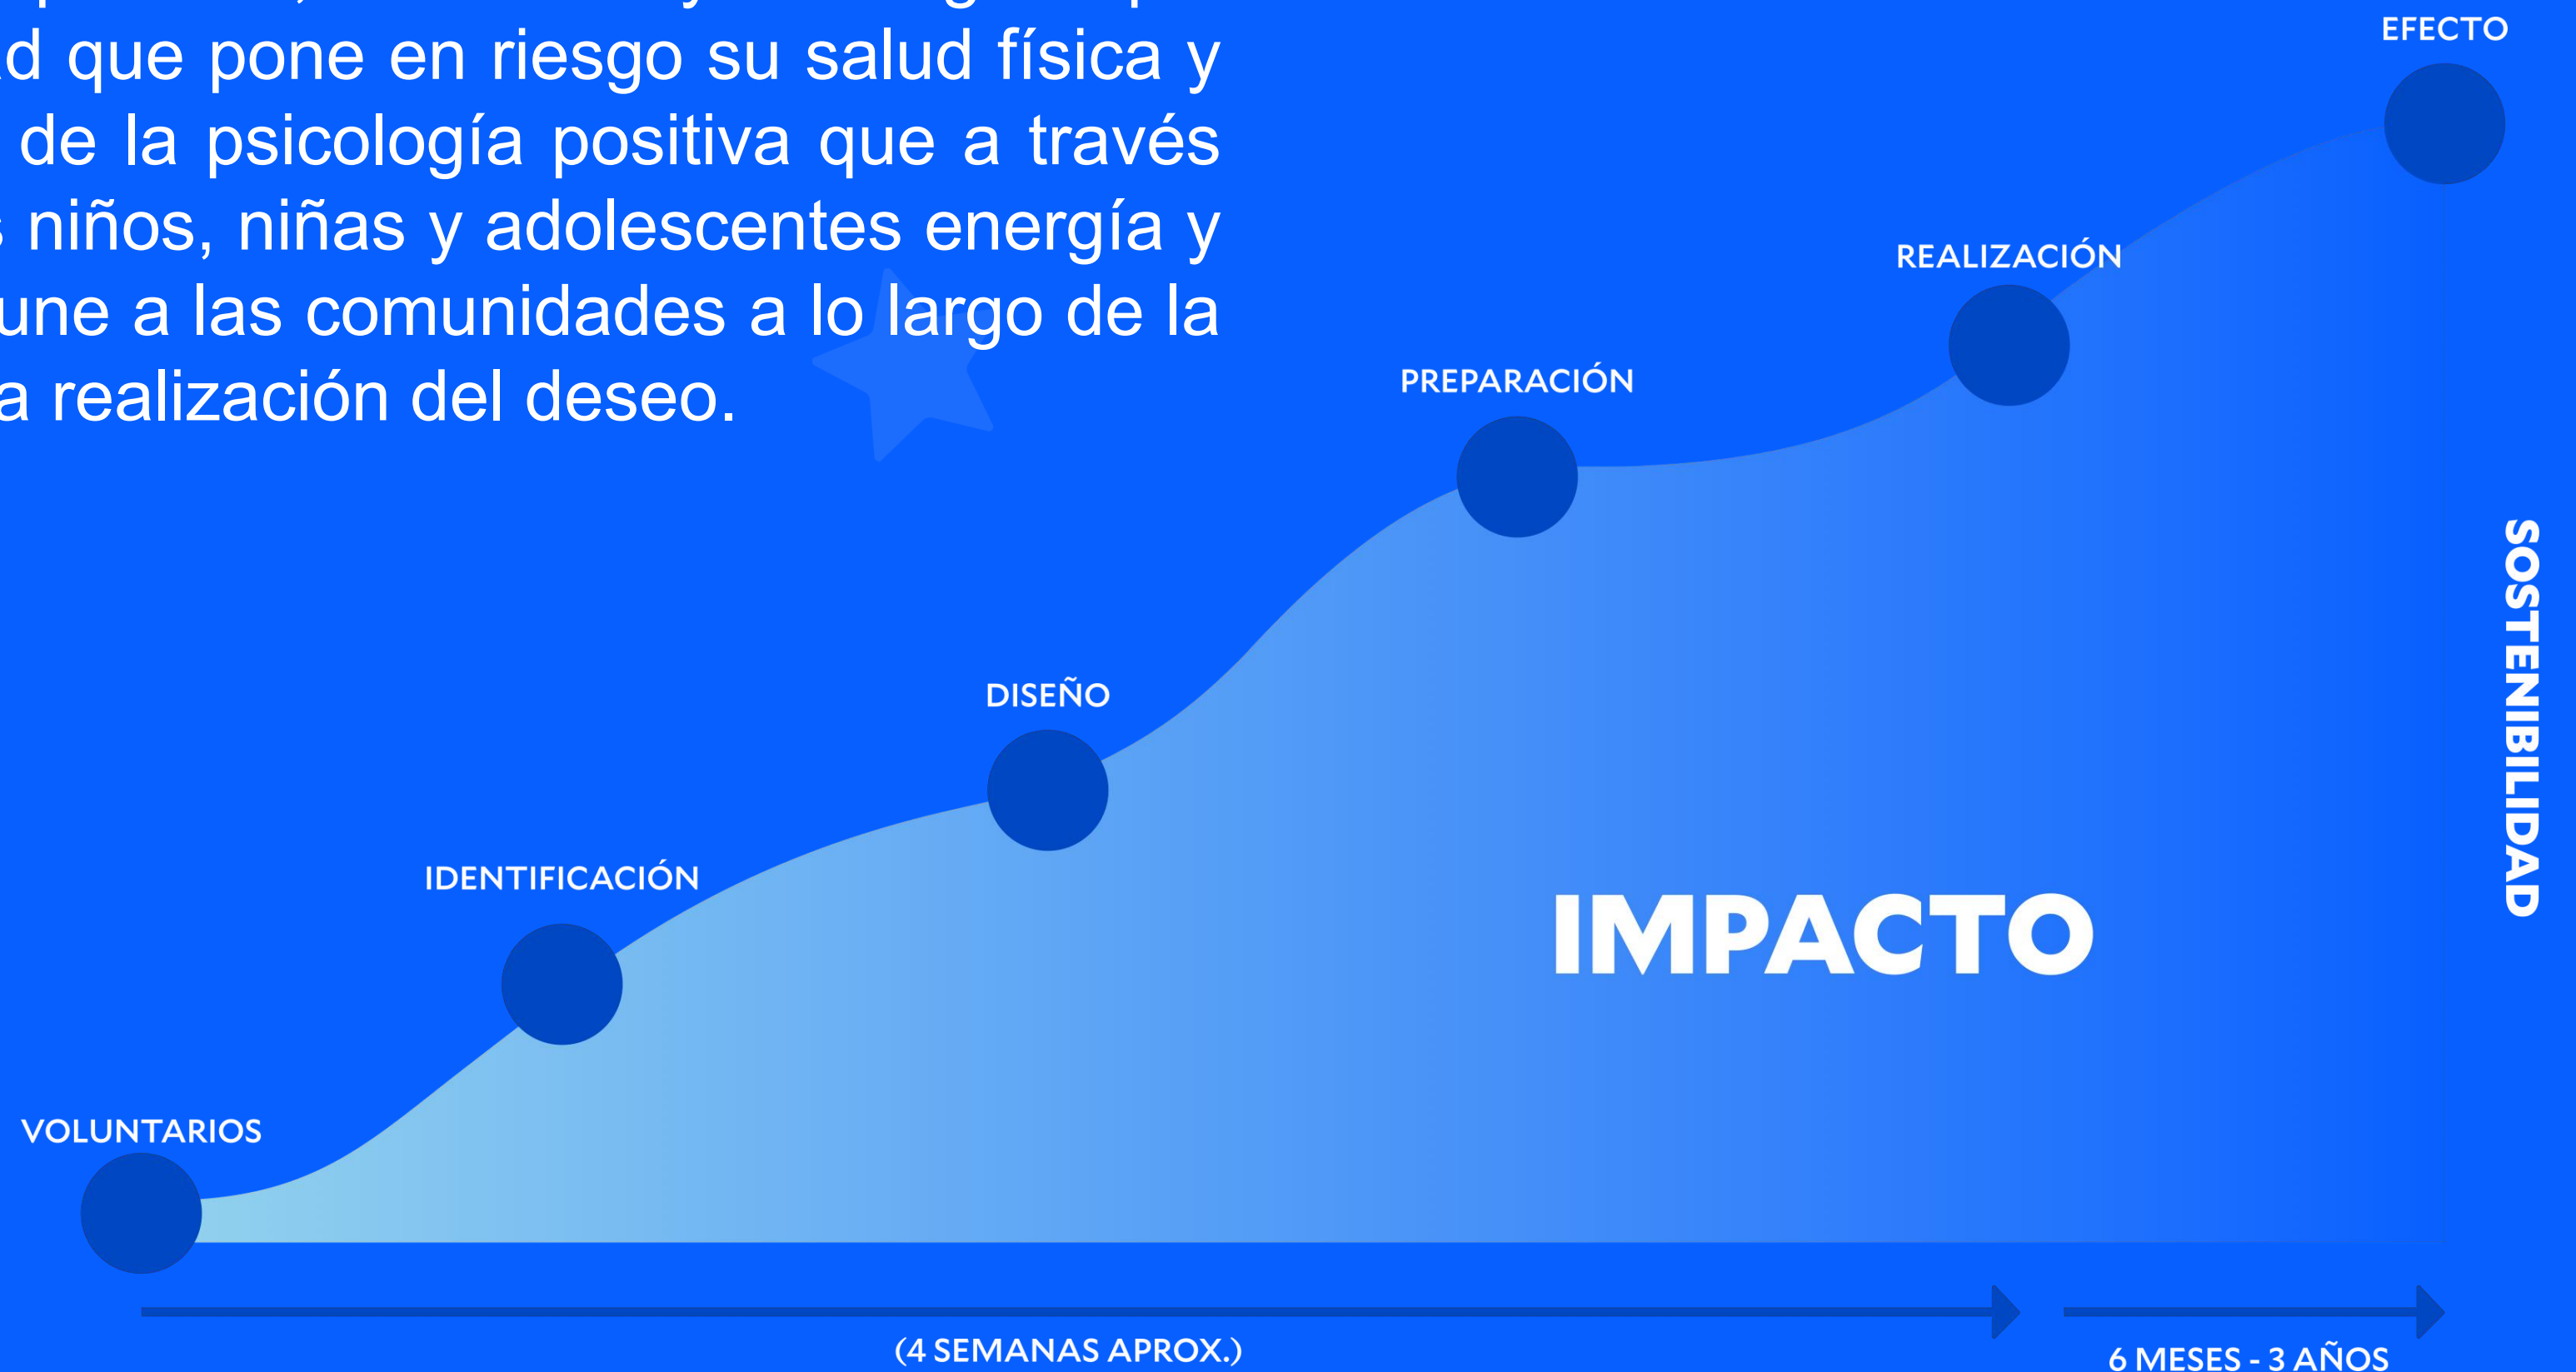 que pone en riesgo su salud física y
de la psicología positiva que a través
niños, niñas y adolescentes energía y
une a las comunidades a lo largo de la
a realización del deseo.
EFECTO
REALIZACIÓN
PREPARACIÓN
DISEÑO
IDENTIFICACIÓN
VOLUNTARIOS
IMPACTO
SOSTENIBILIDAD
(4 SEMANAS APROX.)
6 MESES - 3 AÑOS